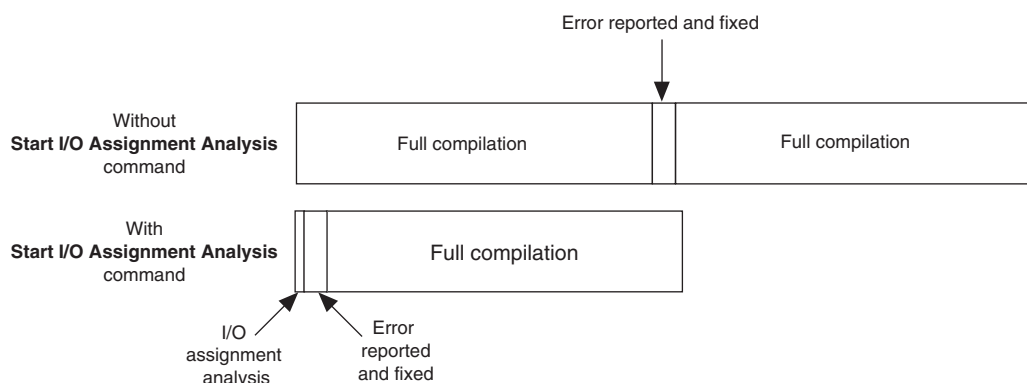 Error reported and fixed
Without
Start I/O Assignment Analysis
command
Full compilation
Full compilation
With
Start I/O Assignment Analysis
command
Full compilation
I/O
assignment
analysis
Error
reported
and fixed